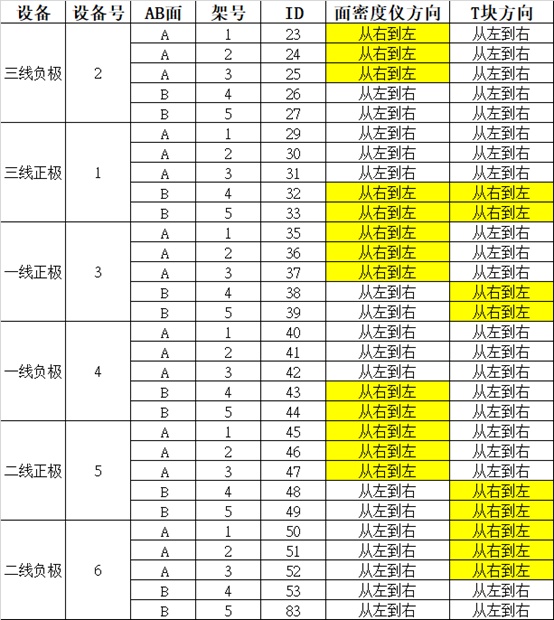 设备 设备号 AB面 架号 ID 面密度仪方向 T块方向
三线负极 2 A 1 23 从右到左 从左到右
A 2 24 从右到左 从左到右
A 3 25 从右到左 从左到右
B 4 26 从左到右 从左到右
B 5 27 从左到右 从左到右
三线正极 1 A 1 29 从左到右 从左到右
A 2 30 从左到右 从左到右
A 3 31 从左到右 从左到右
B 4 32 从右到左 从右到左
B 5 33 从右到左 从右到左
一线正极 3 A 1 35 从右到左 从左到右
A 2 36 从右到左 从左到右
A 3 37 从右到左 从左到右
B 4 38 从左到右 从右到左
B 5 39 从左到右 从右到左
一线负极 4 A 1 40 从左到右 从左到右
A 2 41 从左到右 从左到右
A 3 42 从左到右 从左到右
B 4 43 从右到左 从左到右
B 5 44 从右到左 从左到右
二线正极 5 A 1 45 从右到左 从左到右
A 2 46 从右到左 从左到右
A 3 47 从右到左 从左到右
B 4 48 从左到右 从右到左
B 5 49 从左到右 从右到左
二线负极 6 A 1 50 从左到右 从右到左
A 2 51 从左到右 从右到左
A 3 52 从左到右 从右到左
B 4 53 从左到右 从左到右
B 5 83 从左到右 从左到右